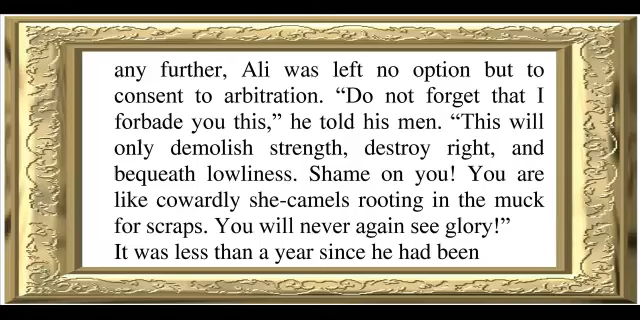 any further, Ali was left no option but to
consent to arbitration. “Do not forget that I
forbade you this,” he told his men. “This will
only demolish strength, destroy right, and
bequeath lowliness. Shame on you! You are
like cowardly she-camels rooting in the muck
for scraps. You will never again see glory!”
It was less than a year since he had been